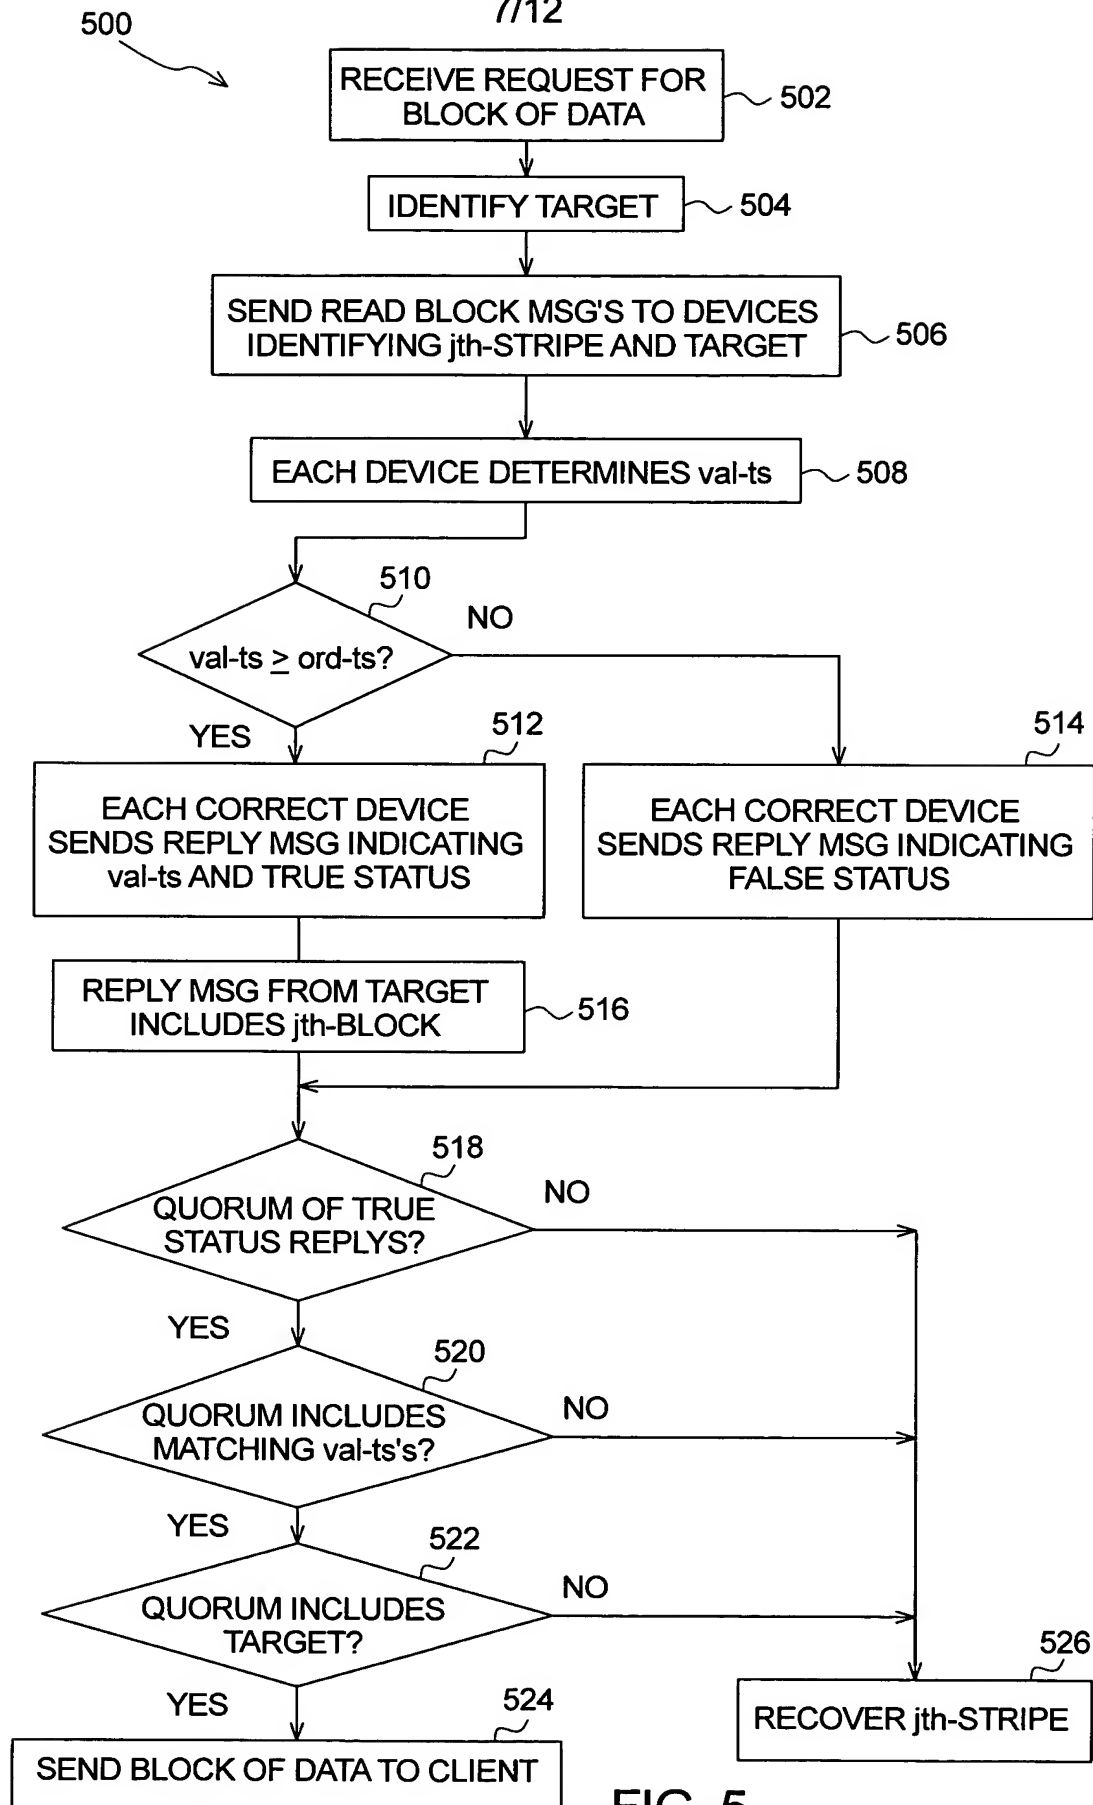 7/12
500
RECEIVE REQUEST FOR
BLOCK OF DATA
502
IDENTIFY TARGET
504
SEND READ BLOCK MSG'S TO DEVICES
IDENTIFYING jth-STRIPE AND TARGET
506
EACH DEVICE DETERMINES val-ts
508
510
val-ts ≥ ord-ts?
NO
YES
512
EACH CORRECT DEVICE
SENDS REPLY MSG INDICATING
val-ts AND TRUE STATUS
514
EACH CORRECT DEVICE
SENDS REPLY MSG INDICATING
FALSE STATUS
REPLY MSG FROM TARGET
INCLUDES jth-BLOCK
516
518
QUORUM OF TRUE
STATUS REPLYS?
NO
YES
520
QUORUM INCLUDES
MATCHING val-ts's?
NO
YES
522
QUORUM INCLUDES
TARGET?
NO
YES
524
SEND BLOCK OF DATA TO CLIENT
526
RECOVER jth-STRIPE
FIG. 5